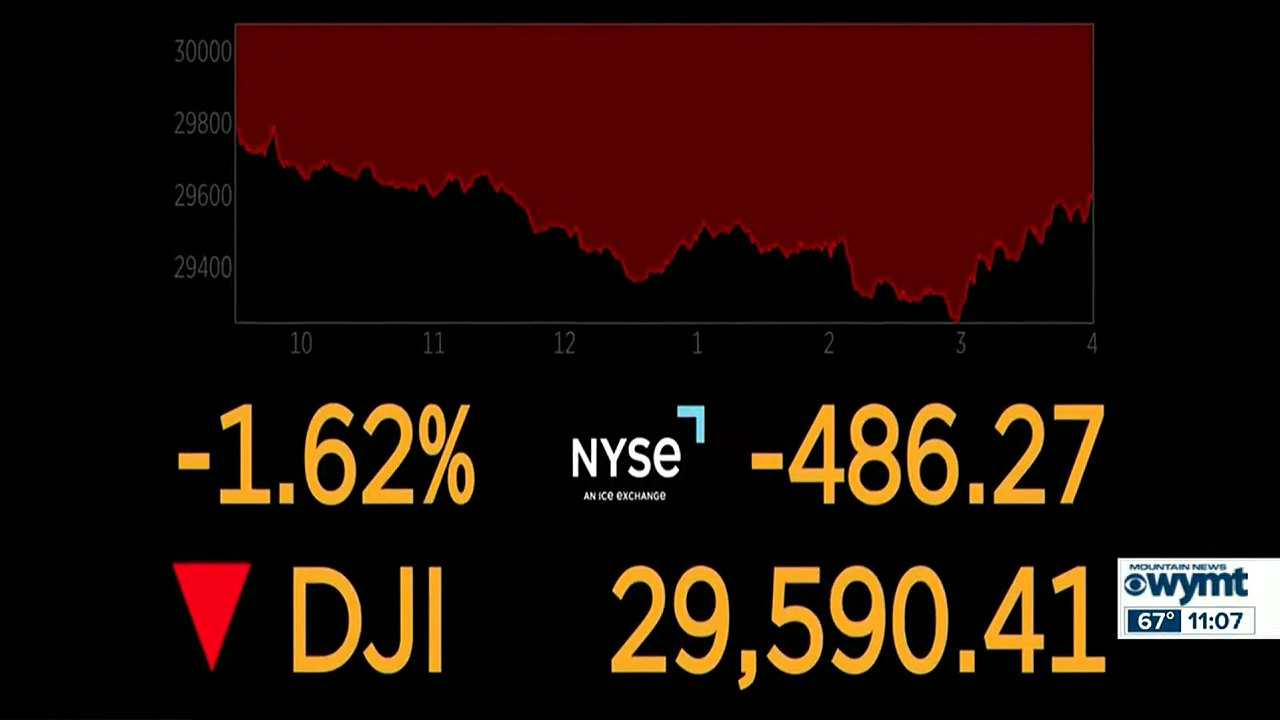 30000
29800
29600
29400
10 11 12 1 2 3 4
-1.62% NYSE -486.27
AN ICE EXCHANGE
DJI 29,590.41
MOUNTAIN NEWS
wymt
67° 11:07